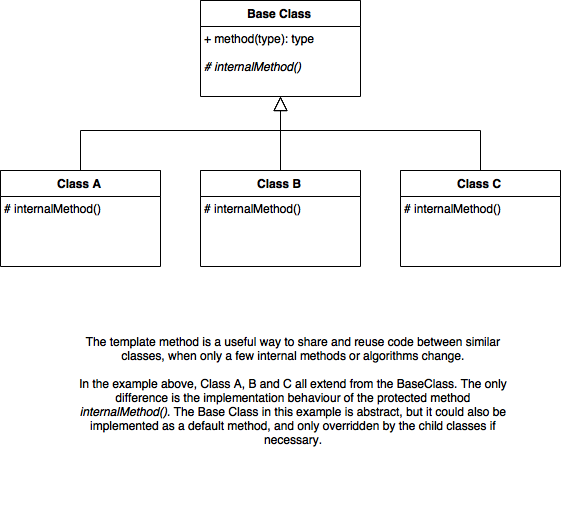 Base Class
+ method(type): type
# internalMethod()
Class A
# internalMethod()
Class B
# internalMethod()
Class C
# internalMethod()
The template method is a useful way to share and reuse code between similar
classes, when only a few internal methods or algorithms change.
In the example above, Class A, B and C all extend from the BaseClass. The only
difference is the implementation behaviour of the protected method
internalMethod(). The Base Class in this example is abstract, but it could also be
implemented as a default method, and only overridden by the child classes if
necessary.